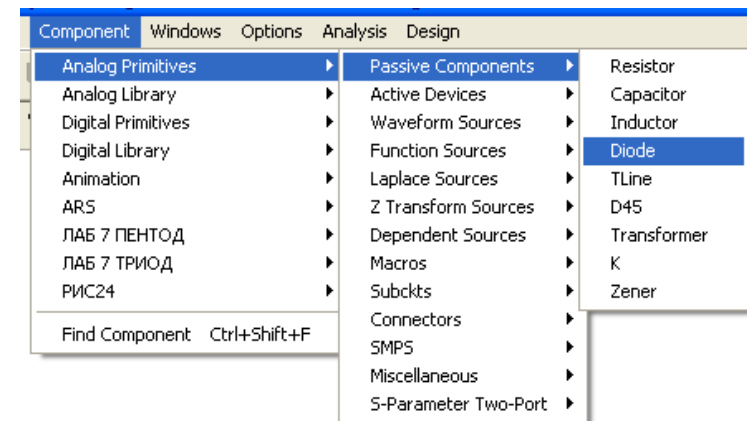 Component Windows Options Analysis Design
Analog Primitives
Analog Library
Digital Primitives
Digital Library
Animation
ARS
ЛАБ 7 ПЕНТОД
ЛАБ 7 ТРИОД
РИС24
Find Component Ctrl+Shift+F
Passive Components
Active Devices
Waveform Sources
Function Sources
Laplace Sources
Z Transform Sources
Dependent Sources
Macros
Subckts
Connectors
SMPS
Miscellaneous
S-Parameter Two-Port
Resistor
Capacitor
Inductor
Diode
TLine
D45
Transformer
K
Zener